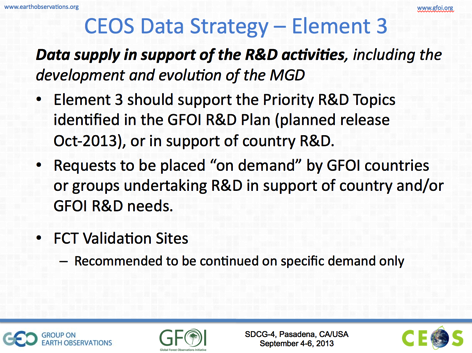 www.earthobservations.org
www.gfoi.org
CEOS Data Strategy – Element 3
Data supply in support of the R&D activities, including the
development and evolution of the MGD
• Element 3 should support the Priority R&D Topics
identified in the GFOI R&D Plan (planned release
Oct-2013), or in support of country R&D.
• Requests to be placed “on demand” by GFOI countries
or groups undertaking R&D in support of country and/or
GFOI R&D needs.
• FCT Validation Sites
– Recommended to be continued on specific demand only
GEO GROUP ON
EARTH OBSERVATIONS
GFOI
Global Forest Observations Initiative
SDCG-4, Pasadena, CA/USA
September 4-6, 2013
CEOS